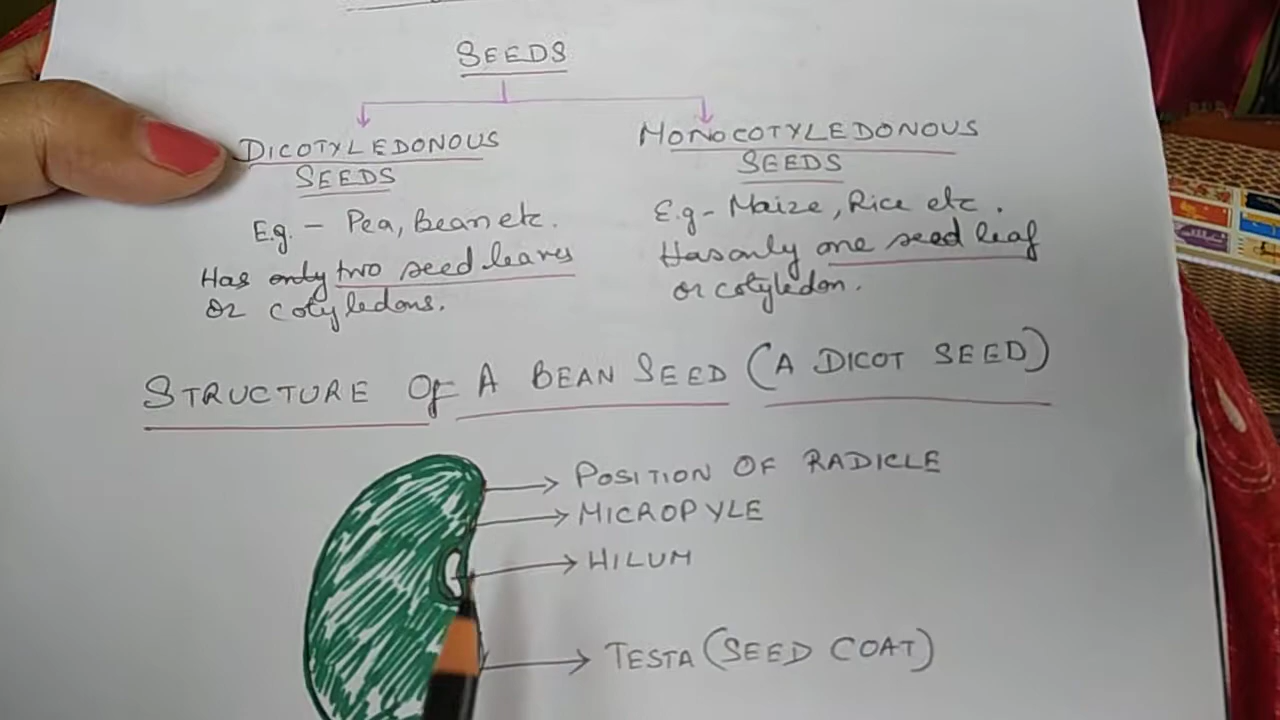 SEEDS
DICOTYLEDONOUS
SEEDS
E.g. - Pea, Bean etc.
Has only two seed leaves
or cotyledons.
MONOCOTYLEDONOUS
SEEDS
E.g - Maize, Rice etc.
Has only one seed leaf
or cotyledon.
STRUCTURE Of A BEAN SEED (A DICOT SEED)
POSITION OF RADICLE
MICROPYLE
HILUM
TESTA (SEED COAT)